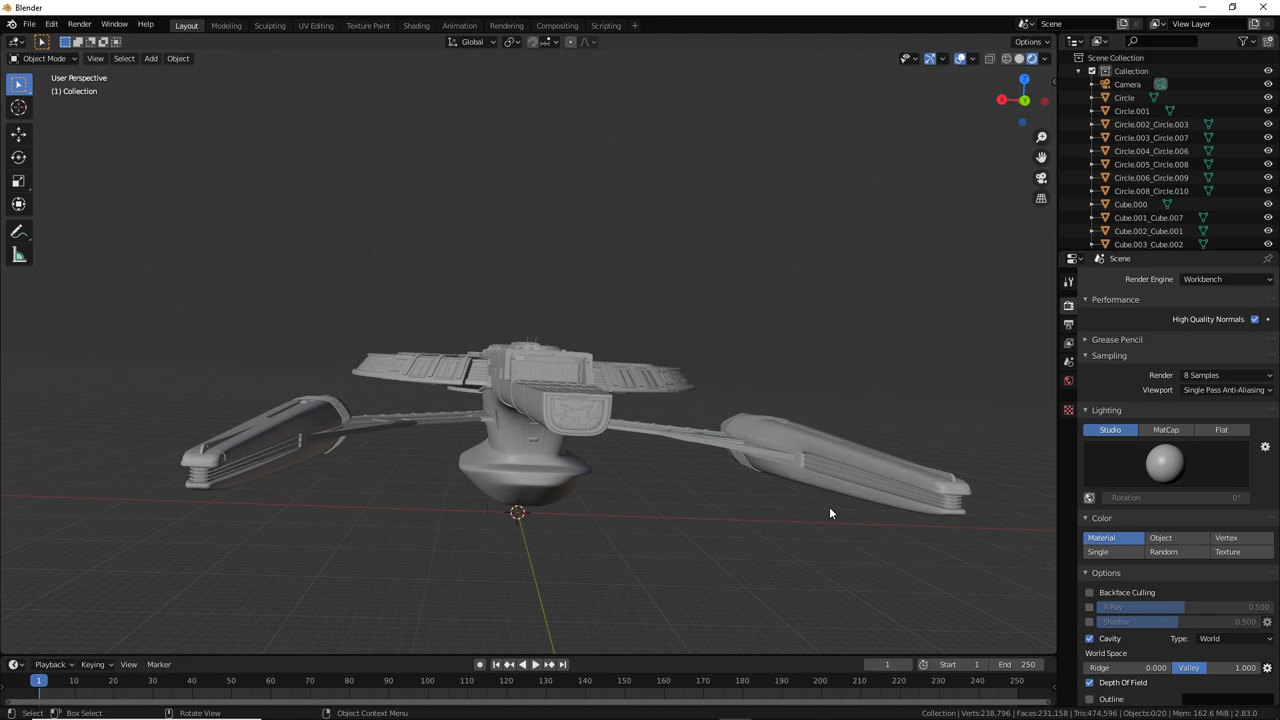 Blender
File Edit Render Window Help Layout Modeling Sculpting UV Editing Texture Paint Shading Animation Rendering Compositing Scripting + Scene View Layer
Global Options
Object Mode View Select Add Object
User Perspective
(1) Collection
Z
X
Y
Scene Collection
Collection
Camera
Circle
Circle.001
Circle.002_Circle.003
Circle.003_Circle.007
Circle.004_Circle.006
Circle.005_Circle.008
Circle.006_Circle.009
Circle.008_Circle.010
Cube.000
Cube.001_Cube.007
Cube.002_Cube.001
Cube.003_Cube.002
Scene
Render Engine Workbench
Performance
High Quality Normals
Grease Pencil
Sampling
Render 8 Samples
Viewport Single Pass Anti-Aliasing
Lighting
Studio MatCap Flat
Rotation 0°
Color
Material Object Vertex
Single Random Texture
Options
Backface Culling
X-Ray 0.500
Shadow 0.500
Cavity Type: World
World Space
Ridge 0.000 Valley 1.000
Depth Of Field
Outline
Playback Keying View Marker 1 Start 1 End 250
1 10 20 30 40 50 60 70 80 90 100 110 120 130 140 150 160 170 180 190 200 210 220 230 240 250
Select Box Select Rotate View Object Context Menu Collection | Verts:238,796 | Faces:231,158 | Tris:474,596 | Objects:0/20 | Mem: 162.6 MiB | 2.83.0